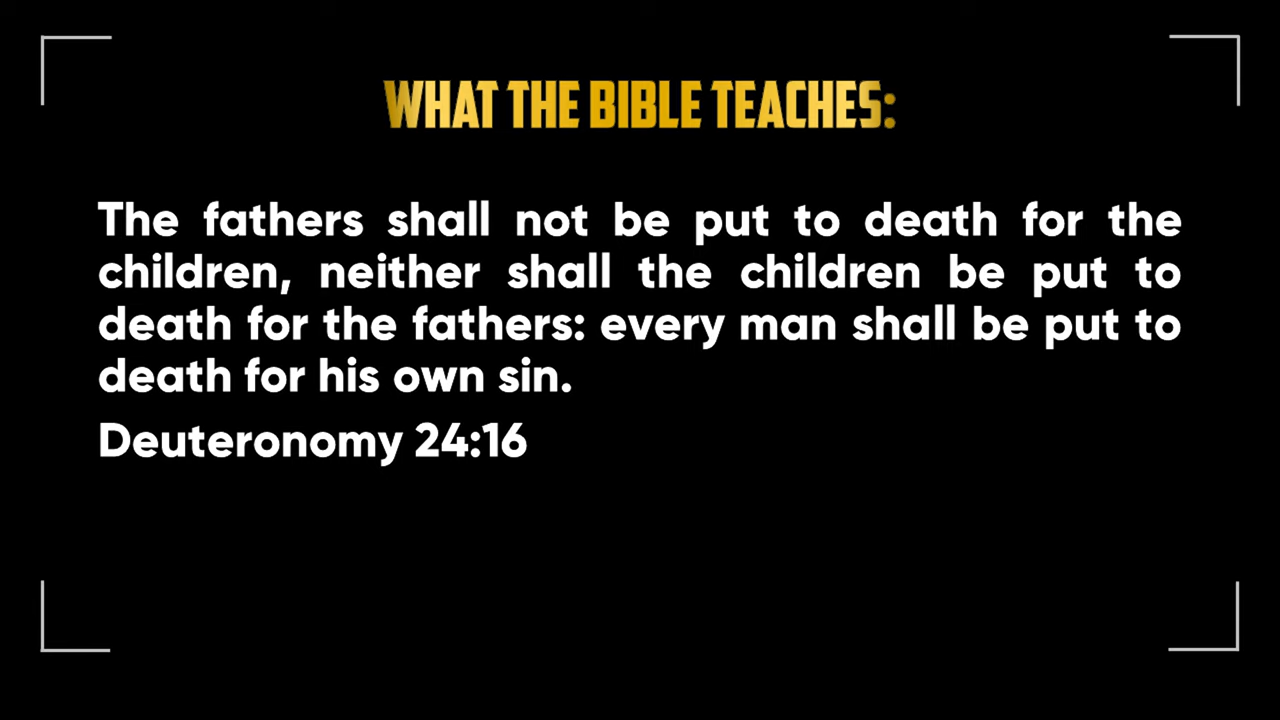 WHAT THE BIBLE TEACHES:
The fathers shall not be put to death for the
children, neither shall the children be put to
death for the fathers: every man shall be put to
death for his own sin.
Deuteronomy 24:16